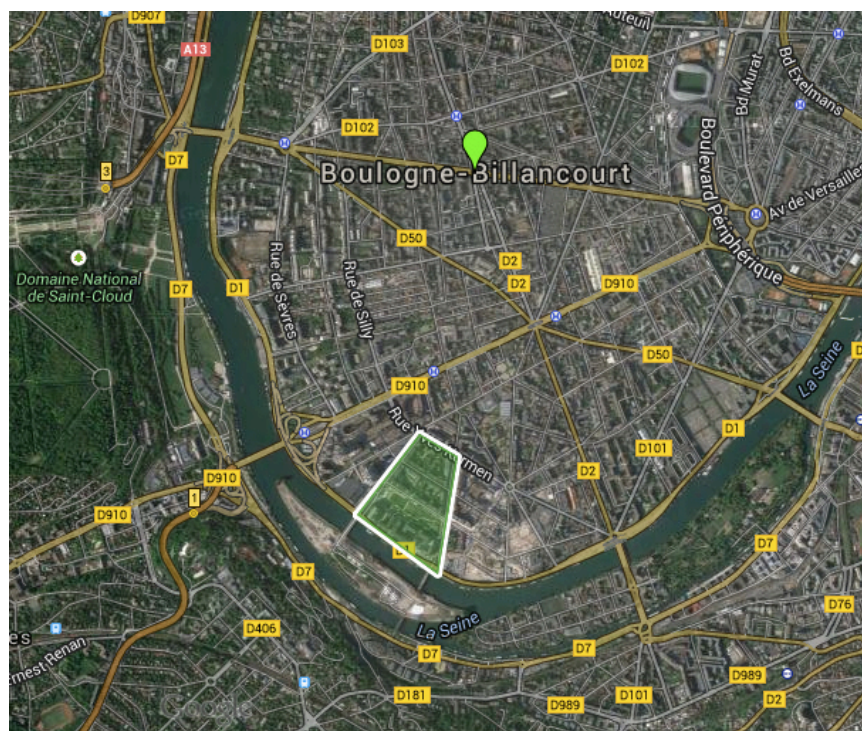 D907
Auteuil
A13
D103
D102
Bd Murat
Bd Exelmans
D102
D7
3
Boulogne-Billancourt
Boulevard Périphérique
Av de Versailles
Domaine National
de Saint-Cloud
D50
Rue de Sèvres
Rue de Silly
D2
D2
D7
D1
D910
La Seine
D50
D910
D1
D101
D2
D910
1
D910
D1
D7
D7
La Seine
D76
D406
D7
D7
Ernest Renan
D181
D101
D989
D989
D2